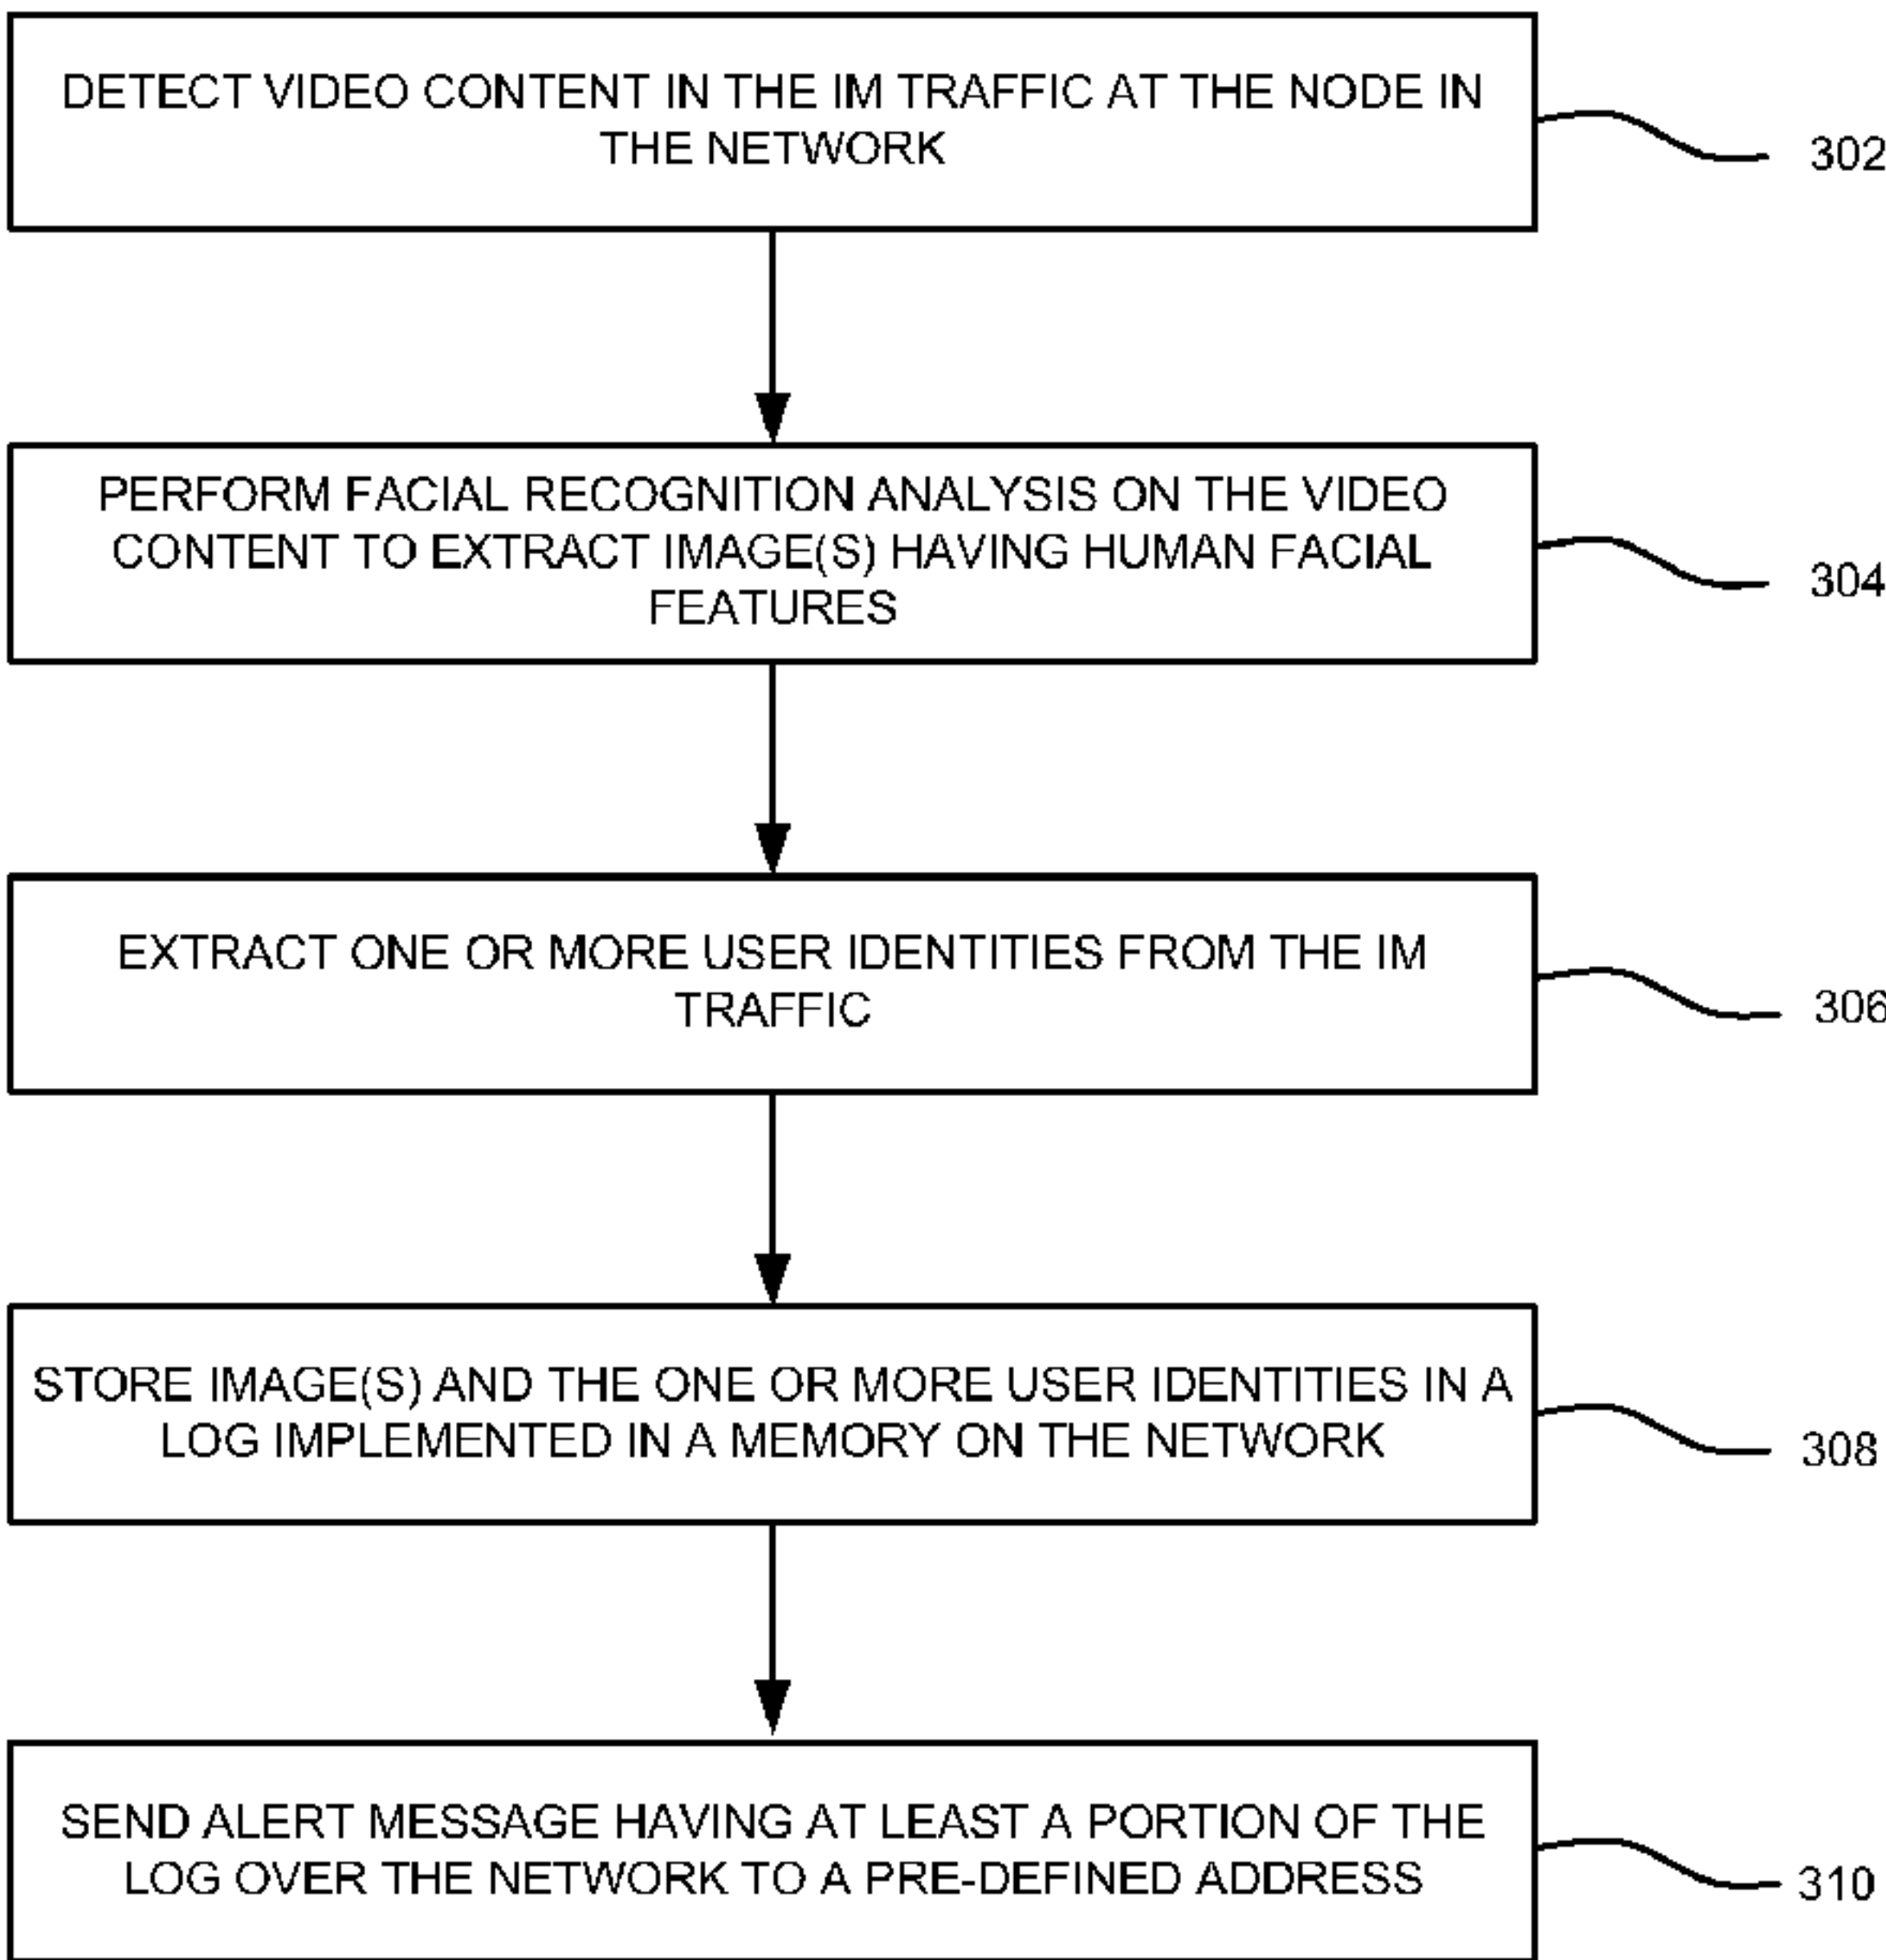 DETECT VIDEO CONTENT IN THE IM TRAFFIC AT THE NODE IN
THE NETWORK
302
PERFORM FACIAL RECOGNITION ANALYSIS ON THE VIDEO
CONTENT TO EXTRACT IMAGE(S) HAVING HUMAN FACIAL
FEATURES
304
EXTRACT ONE OR MORE USER IDENTITIES FROM THE IM
TRAFFIC
306
STORE IMAGE(S) AND THE ONE OR MORE USER IDENTITIES IN A
LOG IMPLEMENTED IN A MEMORY ON THE NETWORK
308
SEND ALERT MESSAGE HAVING AT LEAST A PORTION OF THE
LOG OVER THE NETWORK TO A PRE-DEFINED ADDRESS
310